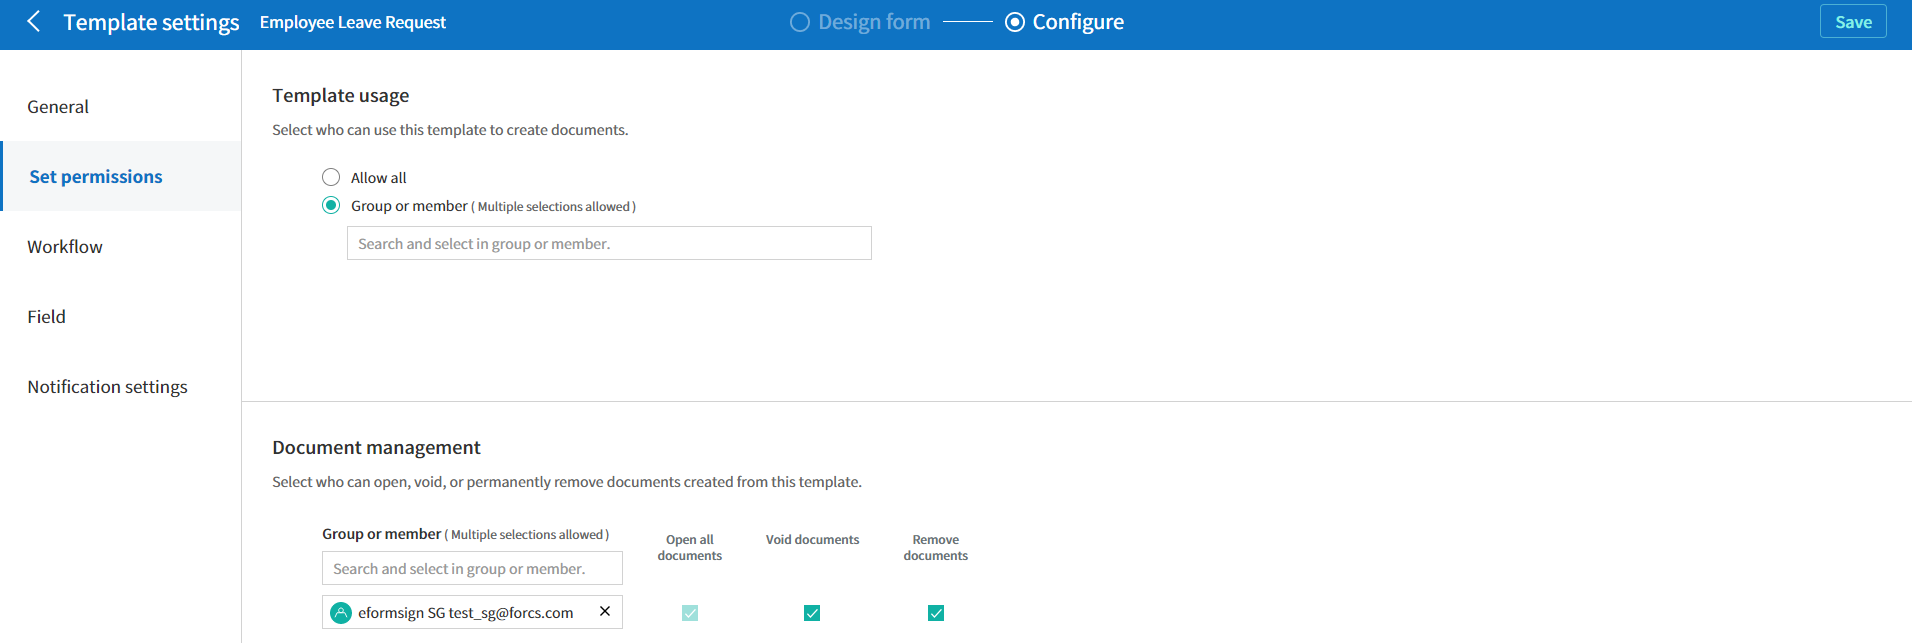 Template settings Employee Leave Request Design form Configure Save
General
Set permissions
Workflow
Field
Notification settings
Template usage
Select who can use this template to create documents.
Allow all
Group or member ( Multiple selections allowed )
Search and select in group or member.
Document management
Select who can open, void, or permanently remove documents created from this template.
Group or member ( Multiple selections allowed )
Search and select in group or member.
Open all
documents
Void documents
Remove
documents
eformsign SG test_sg@forcs.com